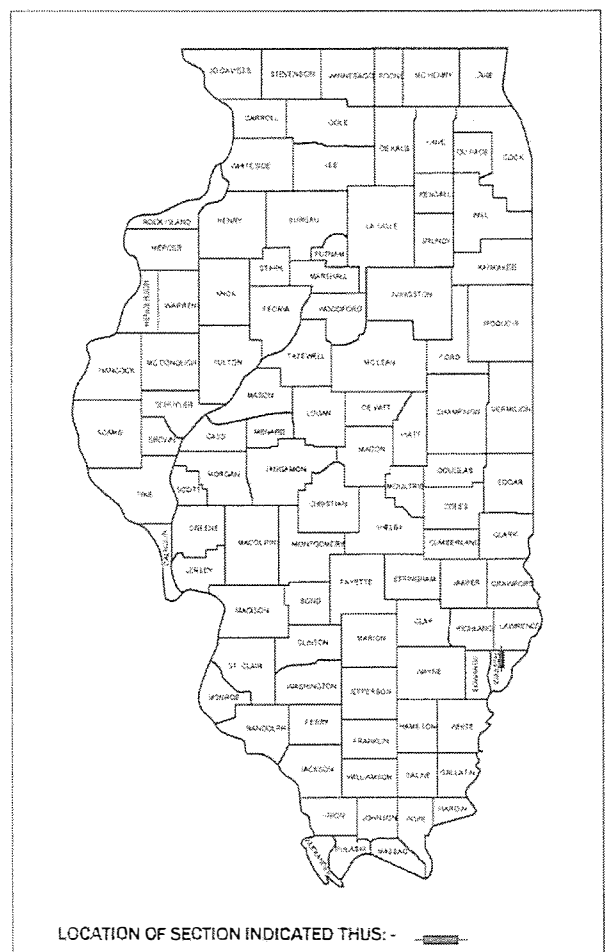 JO DAVIESS STEVENSON WINNEBAGO BOONE MC HENRY LAKE
CARROLL OGLE DE KALB KANE DU PAGE COOK
WHITESIDE LEE KENDALL
ROCK ISLAND HENRY BUREAU LA SALLE GRUNDY WILL
MERCER PUTNAM KANKAKEE
STARK MARSHALL
HENDERSON WARREN KNOX PEORIA WOODFORD LIVINGSTON IROQUOIS
HANCOCK MC DONOUGH FULTON TAZEWELL MC LEAN FORD
MASON
SCHUYLER LOGAN DE WITT CHAMPAIGN VERMILION
ADAMS BROWN CASS MENARD MACON PIATT
MORGAN SANGAMON DOUGLAS
PIKE SCOTT CHRISTIAN MOULTRIE COLES EDGAR
GREENE MACOUPIN MONTGOMERY SHELBY CUMBERLAND CLARK
CALHOUN JERSEY FAYETTE EFFINGHAM JASPER CRAWFORD
MADISON BOND CLAY RICHLAND LAWRENCE
CLINTON MARION
ST. CLAIR WAYNE EDWARDS
MONROE WASHINGTON JEFFERSON
RANDOLPH PERRY HAMILTON WHITE
FRANKLIN
JACKSON WILLIAMSON SALINE GALLATIN
UNION JOHNSON POPE HARDIN
ALEXANDER PULASKI MASSAC
LOCATION OF SECTION INDICATED THUS: -